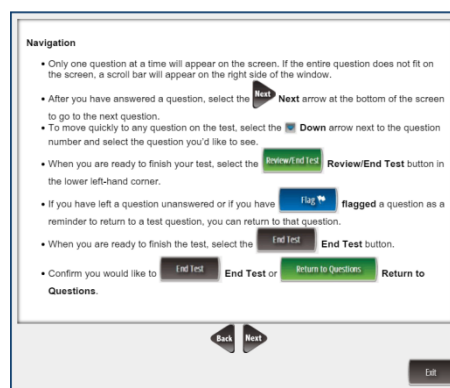 Navigation
• Only one question at a time will appear on the screen. If the entire question does not fit on
the screen, a scroll bar will appear on the right side of the window.
• After you have answered a question, select the Next Next arrow at the bottom of the screen
to go to the next question.
• To move quickly to any question on the test, select the Down arrow next to the question
number and select the question you'd like to see.
• When you are ready to finish your test, select the Review/End Test Review/End Test button in
the lower left-hand corner.
• If you have left a question unanswered or if you have Flag flagged a question as a
reminder to return to a test question, you can return to that question.
• When you are ready to finish the test, select the End Test End Test button.
• Confirm you would like to End Test End Test or Return to Questions Return to
Questions.
Back Next
Exit